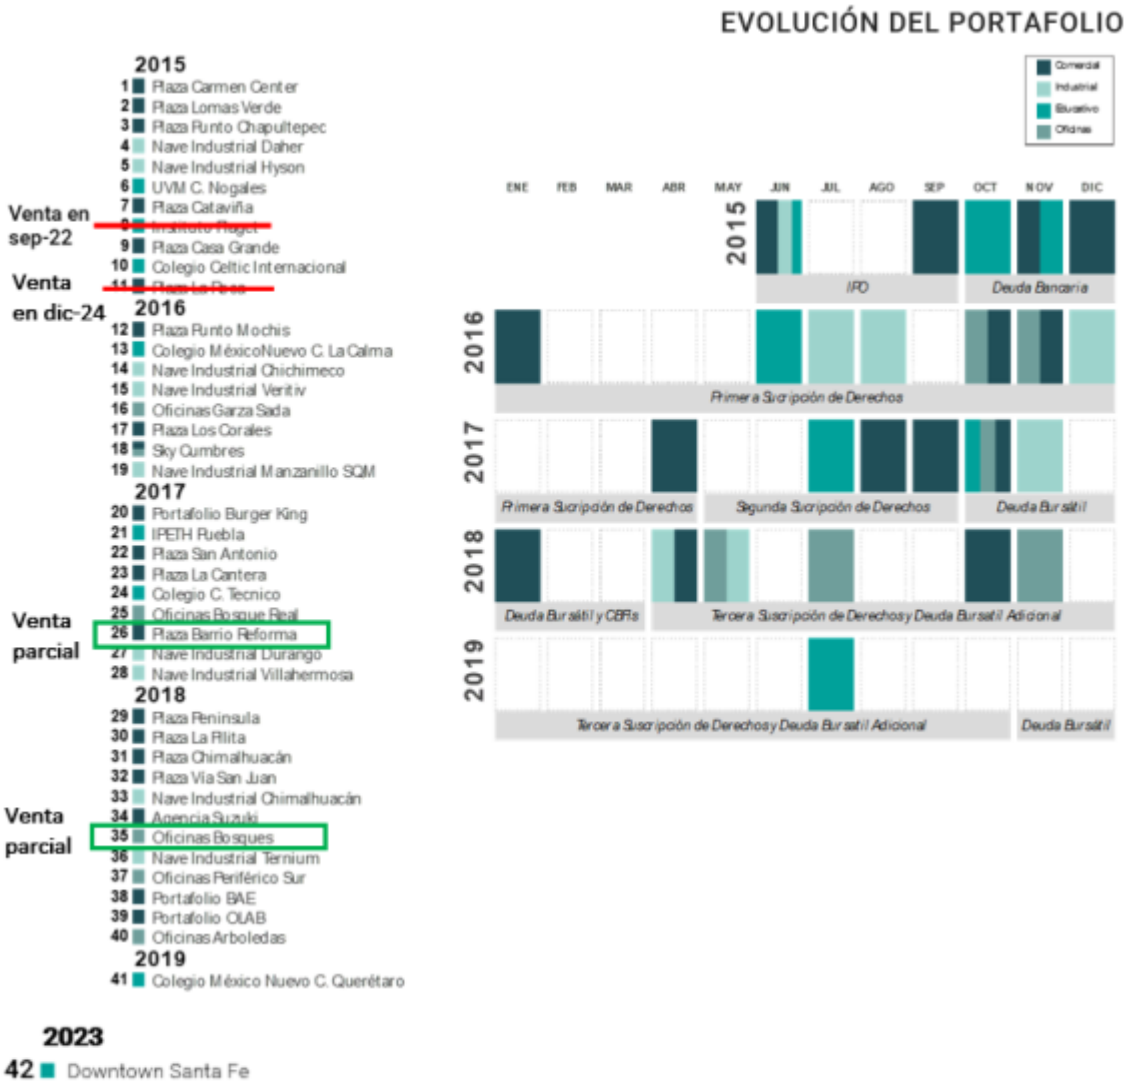 EVOLUCIÓN DEL PORTAFOLIO
Comercial
Industrial
Educativo
Oficinas
2015
1 Plaza Carmen Center
2 Plaza Lomas Verde
3 Plaza Punto Chapultepec
4 Nave Industrial Daher
5 Nave Industrial Hyson
6 UVM C. Nogales
7 Plaza Cataviña
Venta en
sep-22
8 Instituto Piaget
9 Plaza Casa Grande
10 Colegio Celtic Internacional
Venta
en dic-24
11 Plaza La Roca
2016
12 Plaza Punto Mochis
13 Colegio MéxicoNuevo C. La Calma
14 Nave Industrial Chichimeco
15 Nave Industrial Veritiv
16 Oficinas Garza Sada
17 Plaza Los Corales
18 Sky Cumbres
19 Nave Industrial Manzanillo SQM
2017
20 Portafolio Burger King
21 IPETH Puebla
22 Plaza San Antonio
23 Plaza La Cantera
24 Colegio C. Tecnico
25 Oficinas Bosque Real
Venta
parcial
26 Plaza Barrio Reforma
27 Nave Industrial Durango
28 Nave Industrial Villahermosa
2018
29 Plaza Peninsula
30 Plaza La Pilita
31 Plaza Chimalhuacán
32 Plaza Vía San Juan
33 Nave Industrial Chimalhuacán
34 Agencia Suzuki
Venta
parcial
35 Oficinas Bosques
36 Nave Industrial Ternium
37 Oficinas Periférico Sur
38 Portafolio BAE
39 Portafolio OLAB
40 Oficinas Arboledas
2019
41 Colegio México Nuevo C. Querétaro
2023
42 Downtown Santa Fe
ENE FEB MAR ABR MAY JUN JUL AGO SEP OCT NOV DIC
2015
IPO Deuda Bancaria
2016
Primera Sucripción de Derechos
2017
Primera Sucripción de Derechos Segunda Sucripción de Derechos Deuda Bursátil
2018
Deuda Bursátil y CBFIs Tercera Suscripción de Derechos y Deuda Bursatil Adicional
2019
Tercera Suscripción de Derechos y Deuda Bursatil Adicional Deuda Bursátil